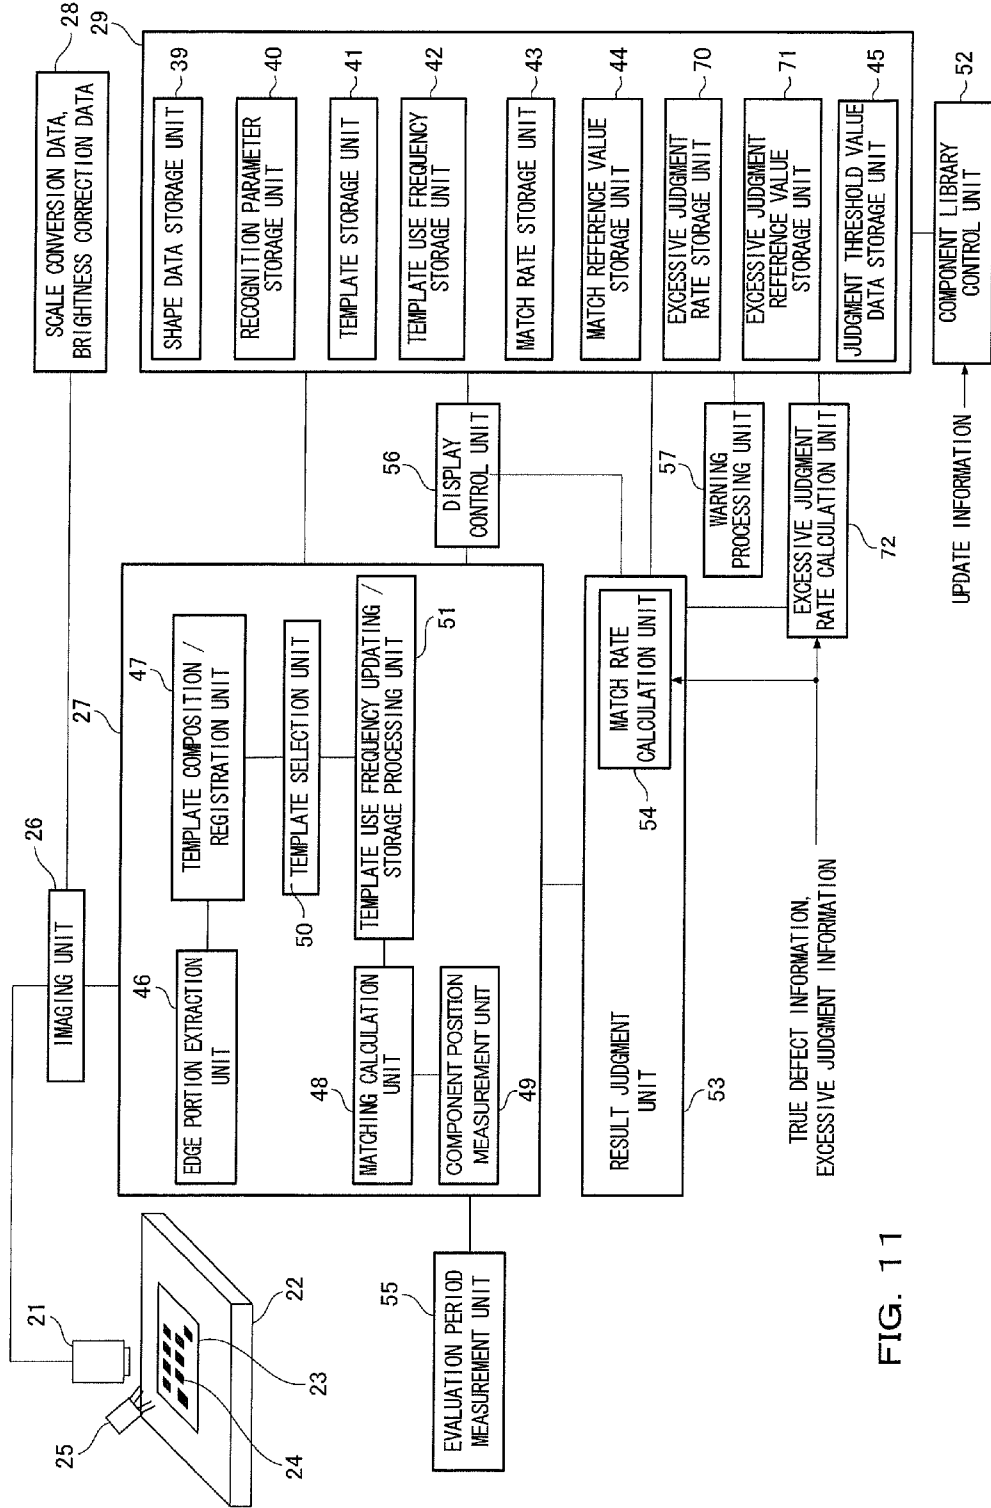 21
25
24
23
22
26
IMAGING UNIT
28
SCALE CONVERSION DATA,
BRIGHTNESS CORRECTION DATA
27
46
EDGE PORTION EXTRACTION
UNIT
47
TEMPLATE COMPOSITION /
REGISTRATION UNIT
50
TEMPLATE SELECTION UNIT
48
MATCHING CALCULATION
UNIT
TEMPLATE USE FREQUENCY UPDATING /
STORAGE PROCESSING UNIT
51
COMPONENT POSITION
MEASUREMENT UNIT
49
55
EVALUATION PERIOD
MEASUREMENT UNIT
56
DISPLAY
CONTROL UNIT
RESULT JUDGMENT
UNIT
53
MATCH RATE
CALCULATION UNIT
54
57
WARNING
PROCESSING UNIT
EXCESSIVE JUDGMENT
RATE CALCULATION UNIT
72
TRUE DEFECT INFORMATION,
EXCESSIVE JUDGMENT INFORMATION
29
SHAPE DATA STORAGE UNIT
39
RECOGNITION PARAMETER
STORAGE UNIT
40
TEMPLATE STORAGE UNIT
41
TEMPLATE USE FREQUENCY
STORAGE UNIT
42
MATCH RATE STORAGE UNIT
43
MATCH REFERENCE VALUE
STORAGE UNIT
44
EXCESSIVE JUDGMENT
RATE STORAGE UNIT
70
EXCESSIVE JUDGMENT
REFERENCE VALUE
STORAGE UNIT
71
JUDGMENT THRESHOLD VALUE
DATA STORAGE UNIT
45
COMPONENT LIBRARY
CONTROL UNIT
52
UPDATE INFORMATION
FIG. 11